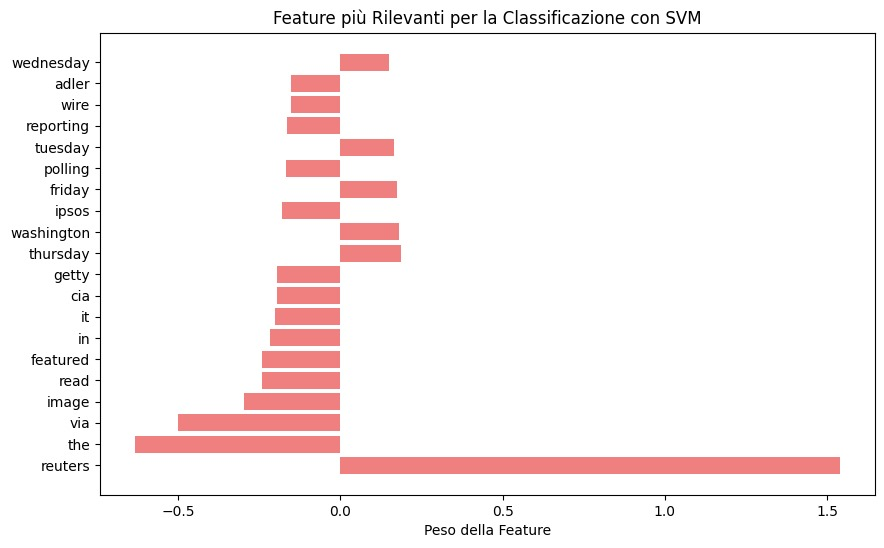 Feature più Rilevanti per la Classificazione con SVM
wednesday
adler
wire
reporting
tuesday
polling
friday
ipsos
washington
thursday
getty
cia
it
in
featured
read
image
via
the
reuters
−0.5 0.0 0.5 1.0 1.5
Peso della Feature